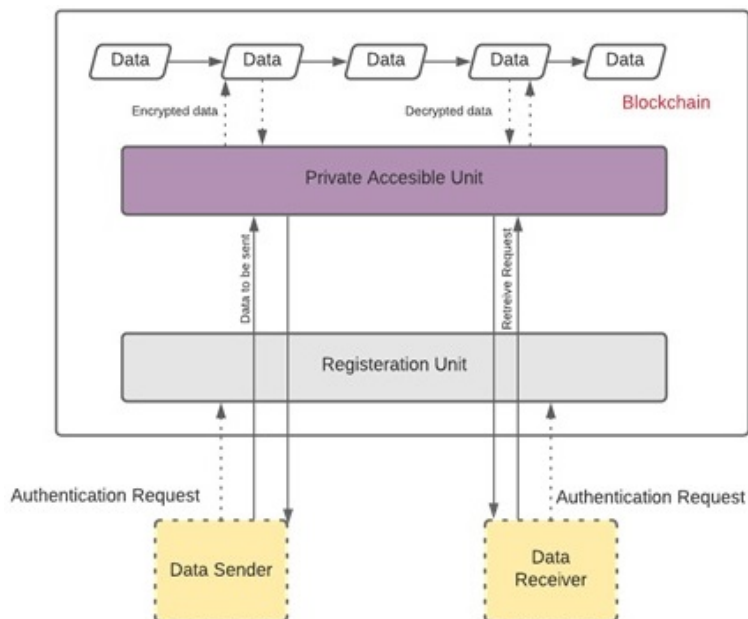 Data Data Data Data Data
Encrypted data
Decrypted data
Blockchain
Private Accesible Unit
Data to be sent
Retreive Request
Registeration Unit
Authentication Request
Authentication Request
Data Sender
Data
Receiver